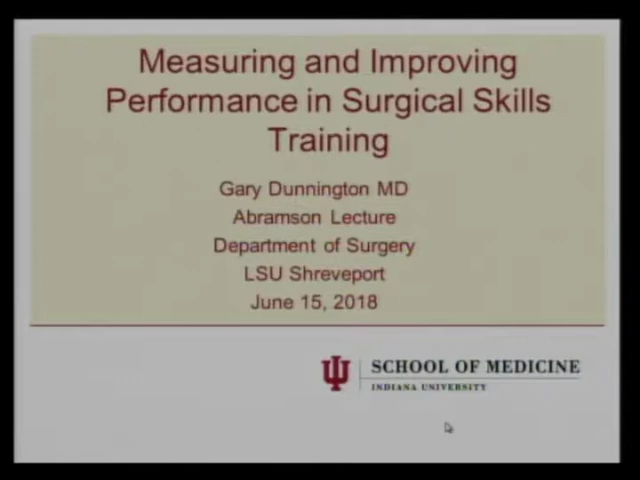 Measuring and Improving
Performance in Surgical Skills
Training
Gary Dunnington MD
Abramson Lecture
Department of Surgery
LSU Shreveport
June 15, 2018
SCHOOL OF MEDICINE
INDIANA UNIVERSITY